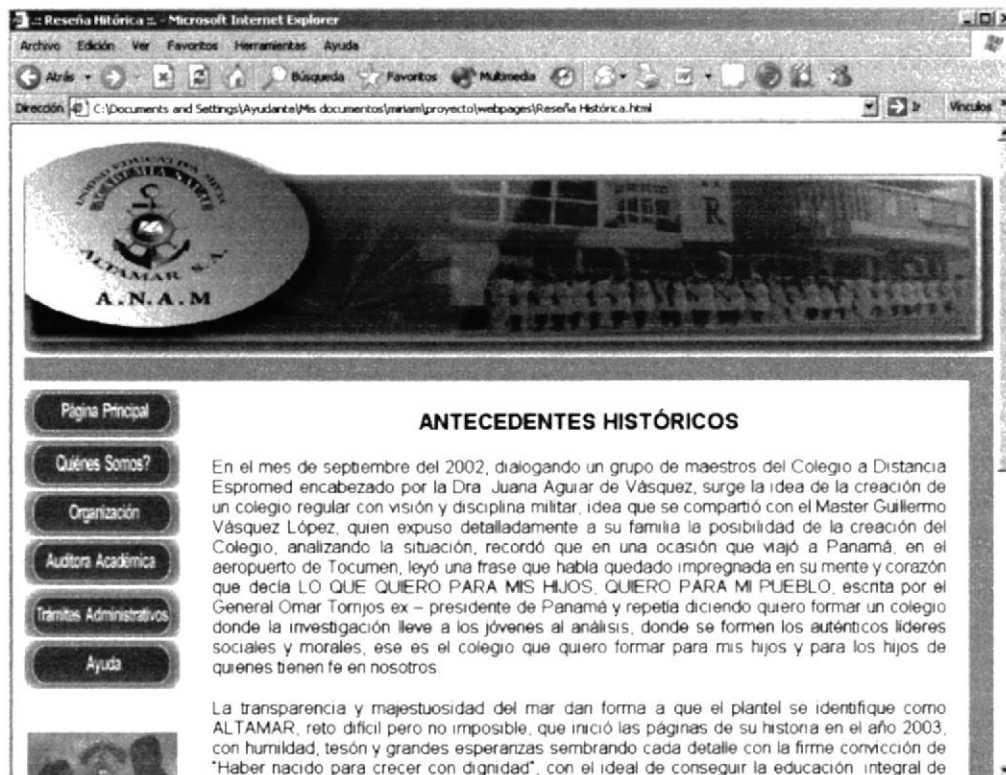 .:: Reseña Hitórica ::. - Microsoft Internet Explorer
Archivo Edición Ver Favoritos Herramientas Ayuda
Atrás Búsqueda Favoritos Multimedia
Dirección C:\Documents and Settings\Ayudanta\Mis documentos\miriam\proyecto\webpages\Reseña Histórica.html Ir Vínculos
UNIDAD EDUCATIVA
ACADEMIA NAVAL
ALTAMAR S.A.
A.N.A.M
R
Página Principal
Quiénes Somos?
Organización
Auditora Académica
Trámites Administrativos
Ayuda
ANTECEDENTES HISTÓRICOS
En el mes de septiembre del 2002, dialogando un grupo de maestros del Colegio a Distancia
Espromed encabezado por la Dra. Juana Aguiar de Vásquez, surge la idea de la creación de
un colegio regular con visión y disciplina militar, idea que se compartió con el Master Guillermo
Vásquez López, quien expuso detalladamente a su familia la posibilidad de la creación del
Colegio, analizando la situación, recordó que en una ocasión que viajó a Panamá, en el
aeropuerto de Tocumen, leyó una frase que había quedado impregnada en su mente y corazón
que decía LO QUE QUIERO PARA MIS HIJOS, QUIERO PARA MI PUEBLO, escrita por el
General Omar Torrijos ex – presidente de Panamá y repetía diciendo quiero formar un colegio
donde la investigación lleve a los jóvenes al análisis, donde se formen los auténticos líderes
sociales y morales, ese es el colegio que quiero formar para mis hijos y para los hijos de
quienes tienen fe en nosotros
La transparencia y majestuosidad del mar dan forma a que el plantel se identifique como
ALTAMAR, reto difícil pero no imposible, que inició las páginas de su historia en el año 2003,
con humildad, tesón y grandes esperanzas sembrando cada detalle con la firme convicción de
"Haber nacido para crecer con dignidad", con el ideal de conseguir la educación integral de